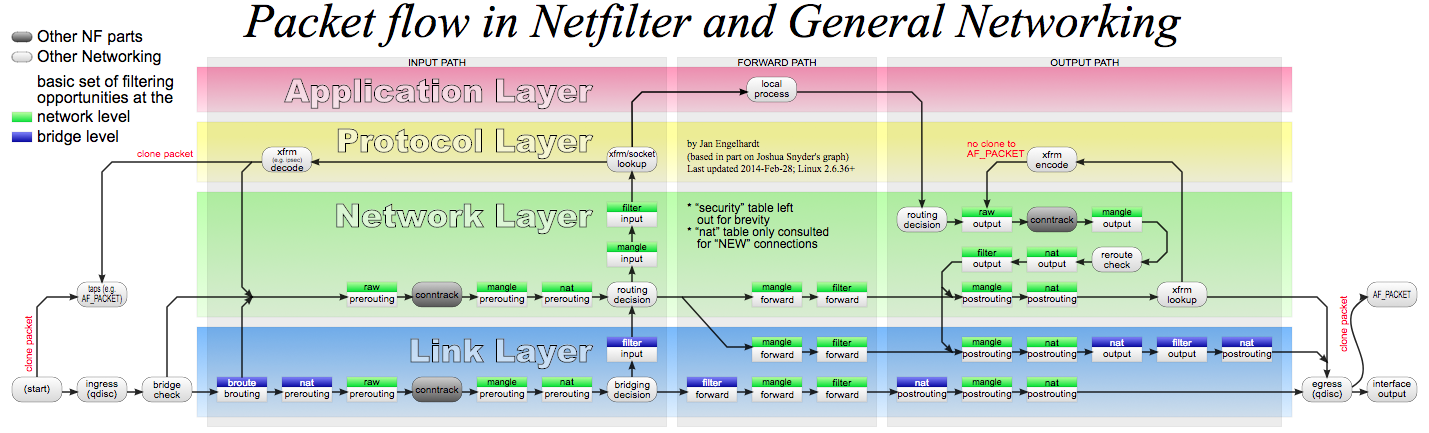 Packet flow in Netfilter and General Networking
Other NF parts
Other Networking
basic set of filtering
opportunities at the
network level
bridge level
INPUT PATH
FORWARD PATH
OUTPUT PATH
Application Layer
local
process
Protocol Layer
clone packet
xfrm
(e.g. ipsec)
decode
xfrm/socket
lookup
by Jan Engelhardt
(based in part on Joshua Snyder's graph)
Last updated 2014-Feb-28; Linux 2.6.36+
no clone to
AF_PACKET
xfrm
encode
Network Layer
filter
input
mangle
input
* “security” table left
out for brevity
* “nat” table only consulted
for “NEW” connections
routing
decision
raw
output
conntrack
mangle
output
filter
output
nat
output
reroute
check
taps (e.g.
AF_PACKET)
raw
prerouting
conntrack
mangle
prerouting
nat
prerouting
routing
decision
mangle
forward
filter
forward
mangle
postrouting
nat
postrouting
xfrm
lookup
AF_PACKET
clone packet
clone packet
Link Layer
filter
input
mangle
forward
filter
forward
mangle
postrouting
nat
postrouting
nat
output
filter
output
nat
postrouting
(start)
ingress
(qdisc)
bridge
check
broute
brouting
nat
prerouting
raw
prerouting
conntrack
mangle
prerouting
nat
prerouting
bridging
decision
filter
forward
mangle
forward
filter
forward
nat
postrouting
mangle
postrouting
nat
postrouting
egress
(qdisc)
interface
output